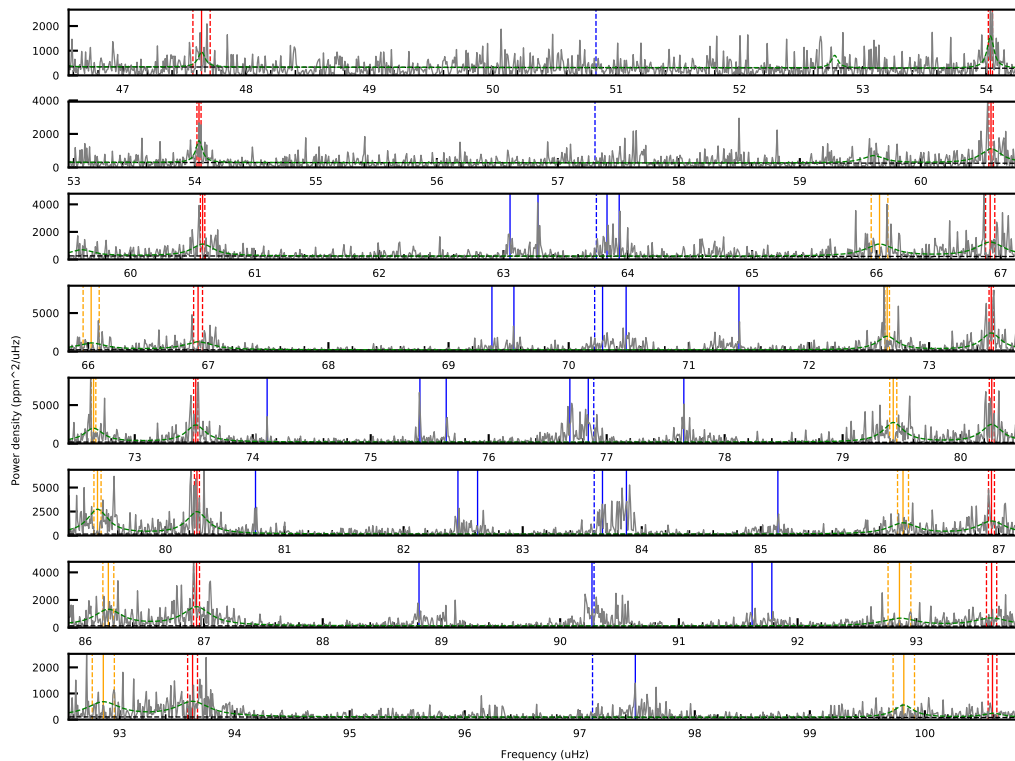 2000
1000
0
47 48 49 50 51 52 53 54
4000
2000
0
53 54 55 56 57 58 59 60
4000
2000
0
60 61 62 63 64 65 66 67
5000
0
66 67 68 69 70 71 72 73
5000
0
73 74 75 76 77 78 79 80
Power density (ppm^2/uHz)
5000
2500
0
80 81 82 83 84 85 86 87
4000
2000
0
86 87 88 89 90 91 92 93
2000
1000
0
93 94 95 96 97 98 99 100
Frequency (uHz)